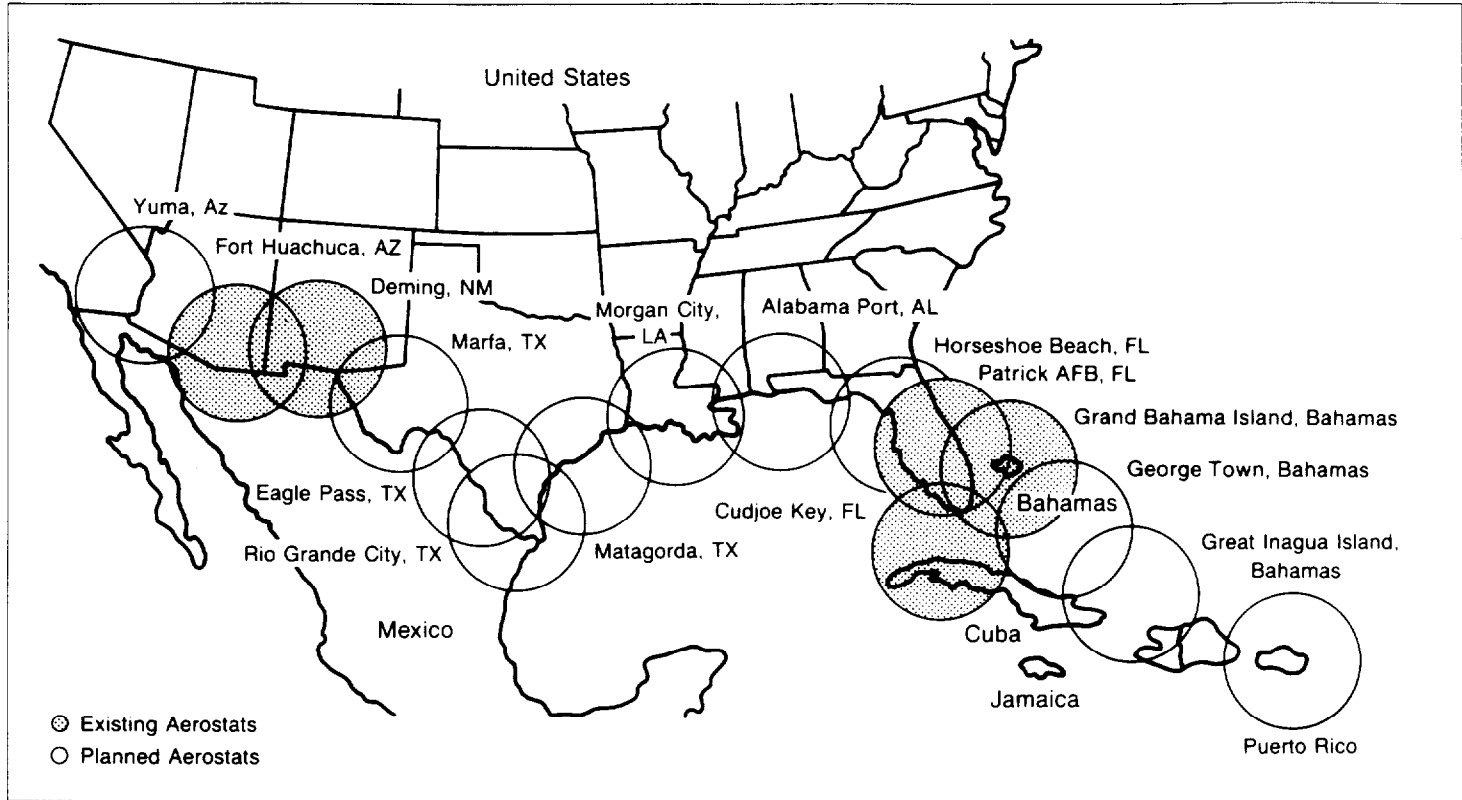 United States
Yuma, Az
Fort Huachuca, AZ
Deming, NM
Marfa, TX
Morgan City,
LA
Alabama Port, AL
Horseshoe Beach, FL
Patrick AFB, FL
Grand Bahama Island, Bahamas
George Town, Bahamas
Eagle Pass, TX
Bahamas
Cudjoe Key, FL
Rio Grande City, TX
Matagorda, TX
Great Inagua Island,
Bahamas
Mexico
Cuba
Jamaica
Puerto Rico
Existing Aerostats
Planned Aerostats